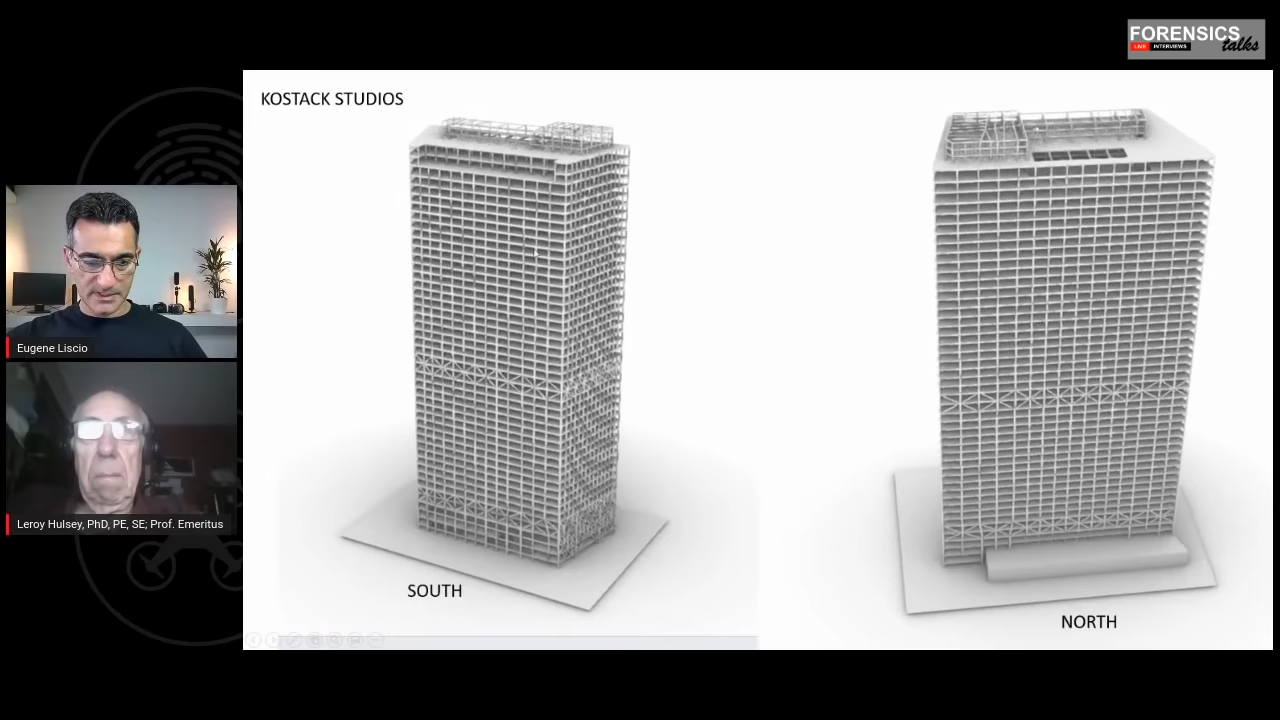 FORENSICS
LIVE INTERVIEWS talks
KOSTACK STUDIOS
Eugene Liscio
Leroy Hulsey, PhD, PE, SE; Prof. Emeritus
SOUTH
NORTH